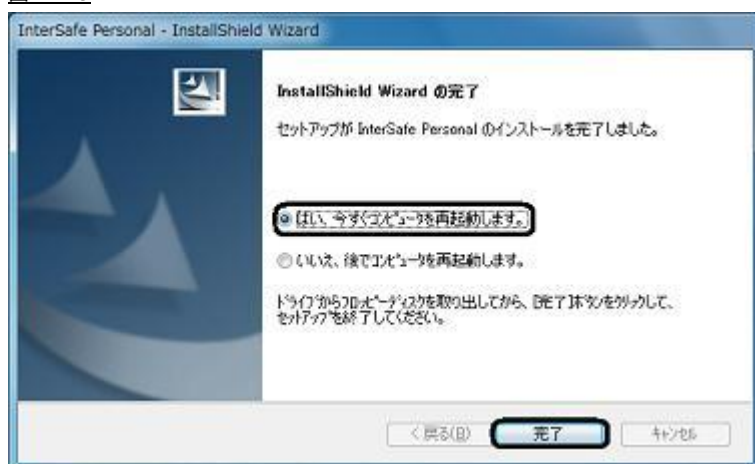 InterSafe Personal - InstallShield Wizard
InstallShield Wizard の完了
セットアップが InterSafe Personal のインストールを完了しました。
はい、今すぐコンピュータを再起動します。
いいえ、後でコンピュータを再起動します。
ドライブからフロッピーディスクを取り出してから、[完了]ボタンをクリックして、
セットアップを終了してください。
< 戻る(B)
完了
キャンセル